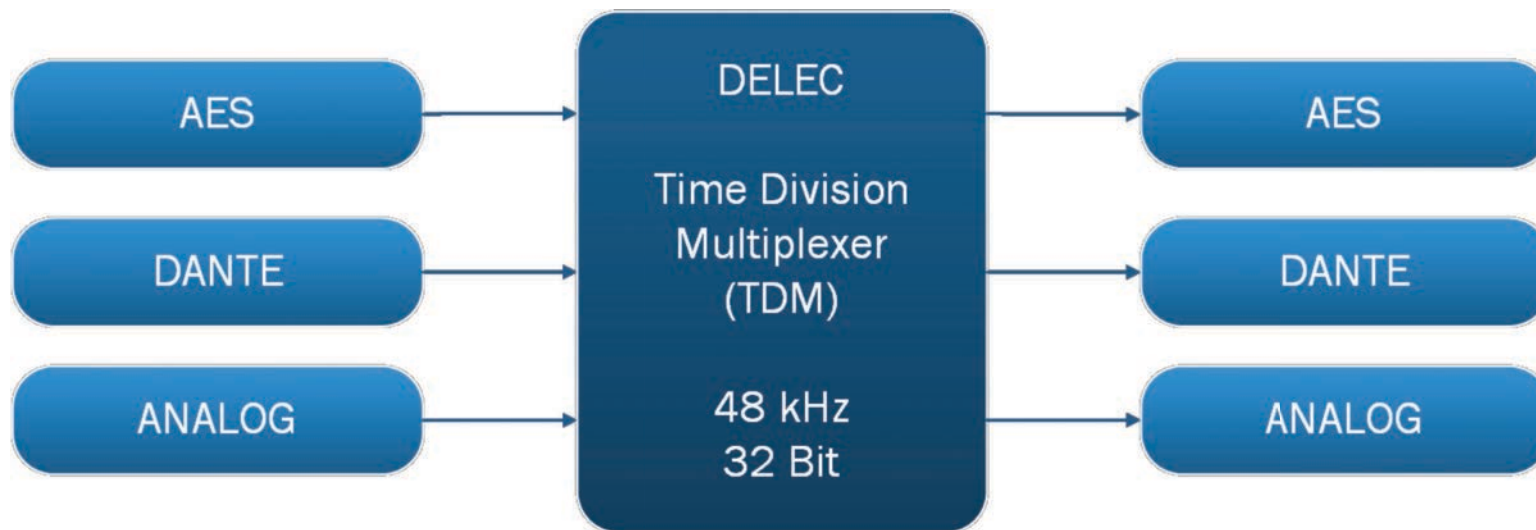 AES
DANTE
ANALOG
DELEC
Time Division
Multiplexer
(TDM)
48 kHz
32 Bit
AES
DANTE
ANALOG